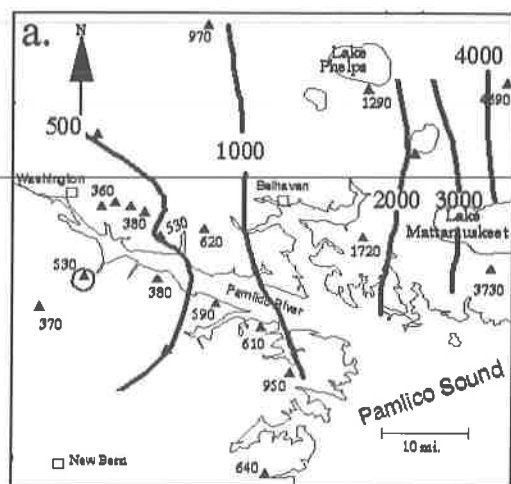 a.
N
970
Lake
Phelps
4000
1290
4690
500
1000
Washington
Belhaven
360
380
530
620
2000
3000
Lake
Mattamuskeet
1720
530
380
3730
Pamlico River
590
370
610
950
Pamlico Sound
10 mi.
New Bern
640